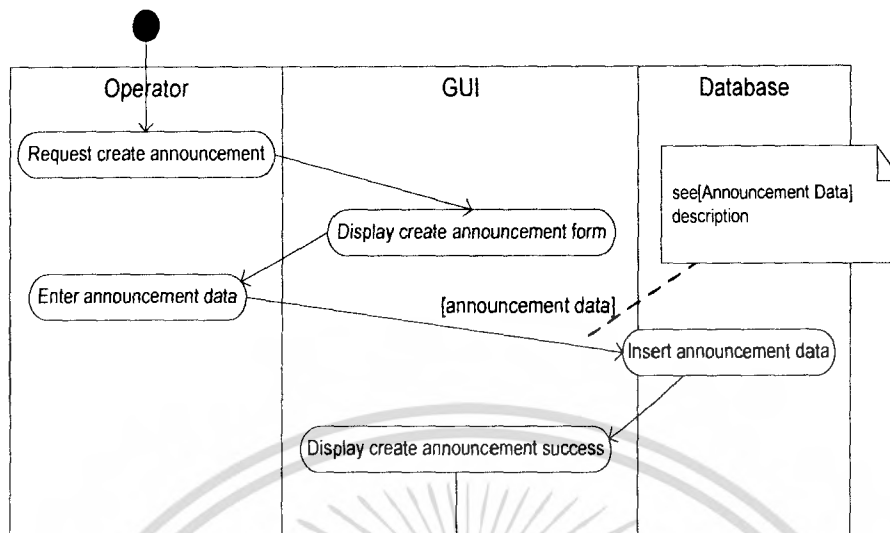 Operator
GUI
Database
Request create announcement
see[Announcement Data]
description
Display create announcement form
Enter announcement data
[announcement data]
Insert announcement data
Display create announcement success